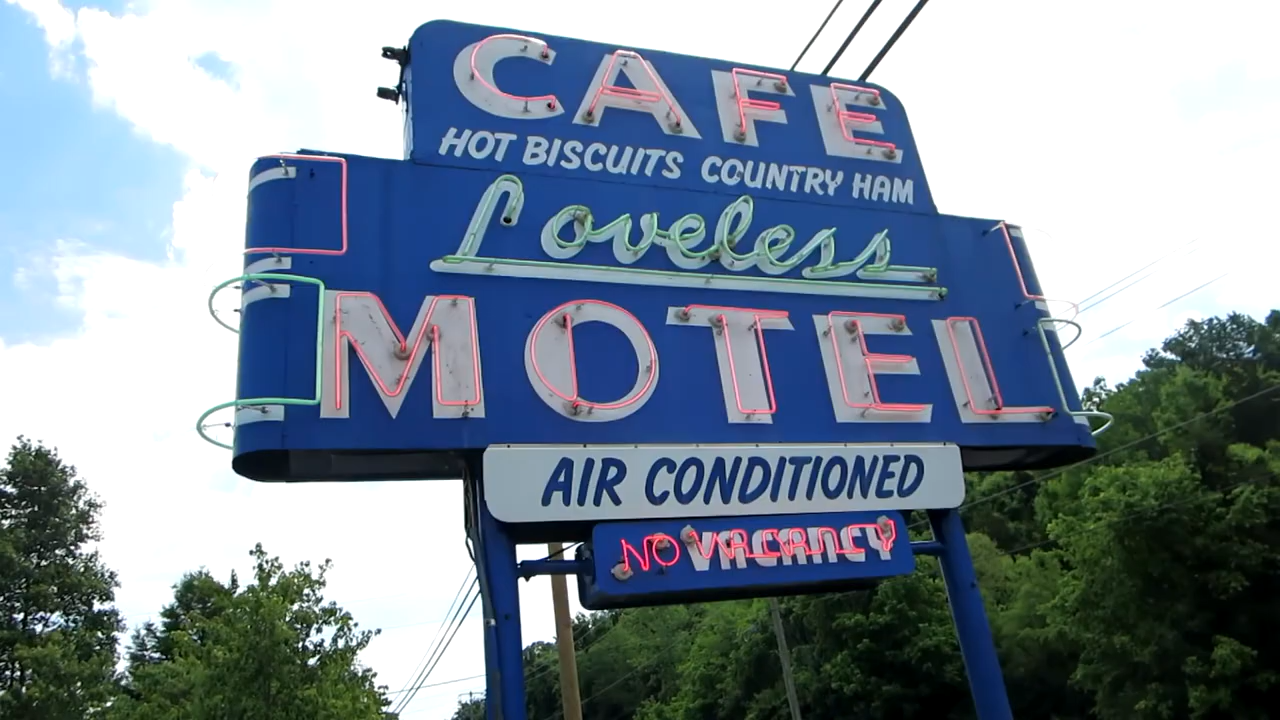 CAFE
HOT BISCUITS COUNTRY HAM
Loveless
MOTEL
AIR CONDITIONED
NO VACANCY